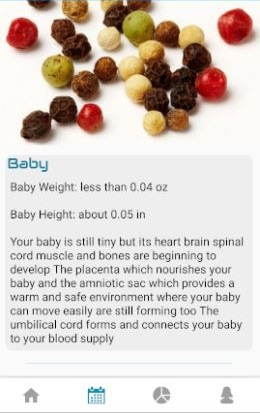 Baby
Baby Weight: less than 0.04 oz
Baby Height: about 0.05 in
Your baby is still tiny but its heart brain spinal
cord muscle and bones are beginning to
develop The placenta which nourishes your
baby and the amniotic sac which provides a
warm and safe environment where your baby
can move easily are still forming too The
umbilical cord forms and connects your baby
to your blood supply